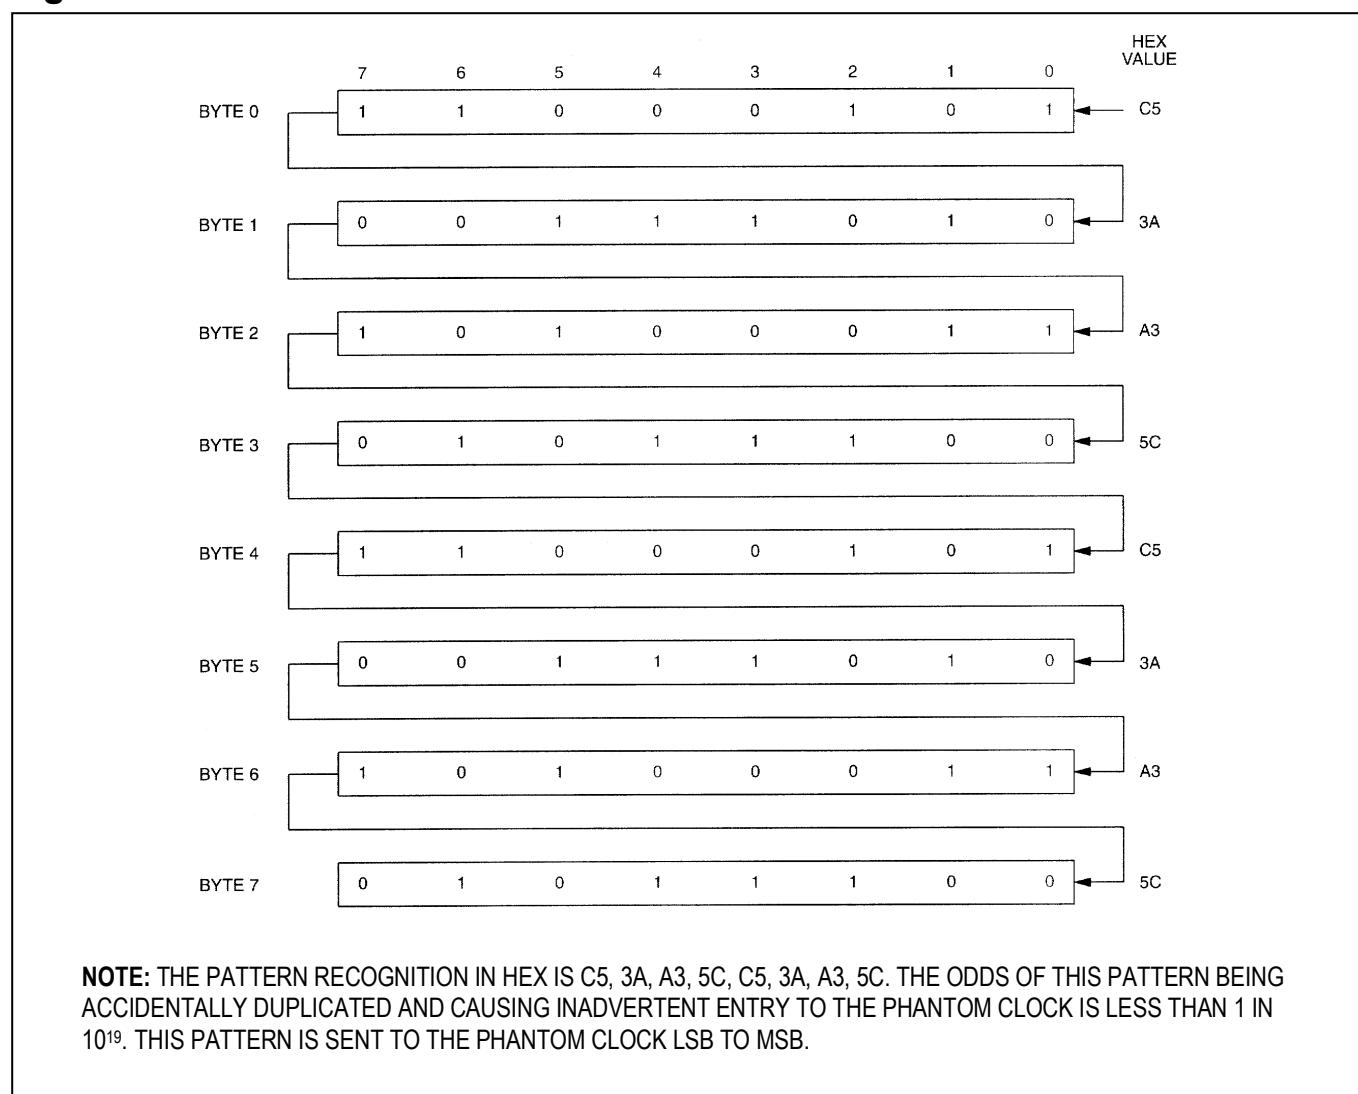 HEX
VALUE
7 6 5 4 3 2 1 0
BYTE 0 1 1 0 0 0 1 0 1 C5
BYTE 1 0 0 1 1 1 0 1 0 3A
BYTE 2 1 0 1 0 0 0 1 1 A3
BYTE 3 0 1 0 1 1 1 0 0 5C
BYTE 4 1 1 0 0 0 1 0 1 C5
BYTE 5 0 0 1 1 1 0 1 0 3A
BYTE 6 1 0 1 0 0 0 1 1 A3
BYTE 7 0 1 0 1 1 1 0 0 5C
NOTE: THE PATTERN RECOGNITION IN HEX IS C5, 3A, A3, 5C, C5, 3A, A3, 5C. THE ODDS OF THIS PATTERN BEING
ACCIDENTALLY DUPLICATED AND CAUSING INADVERTENT ENTRY TO THE PHANTOM CLOCK IS LESS THAN 1 IN
10¹⁹. THIS PATTERN IS SENT TO THE PHANTOM CLOCK LSB TO MSB.